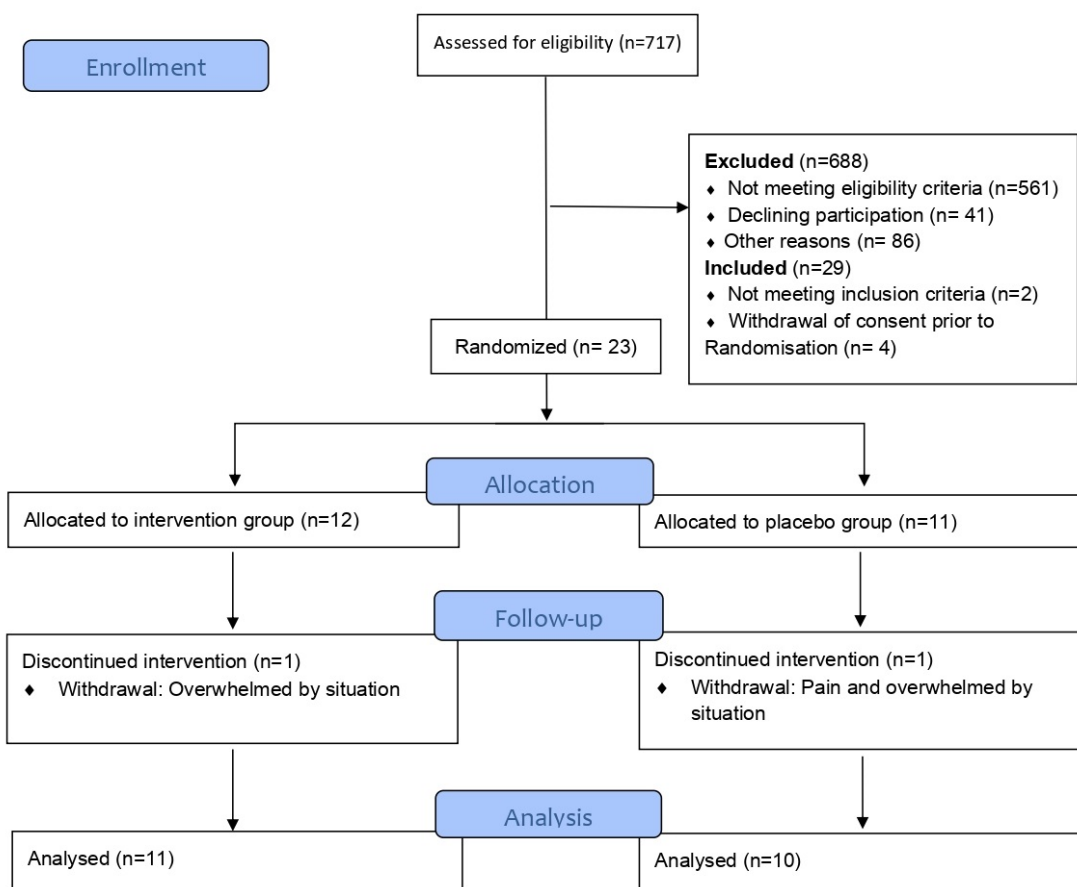 Assessed for eligibility (n=717)
Enrollment
Excluded (n=688)
♦ Not meeting eligibility criteria (n=561)
♦ Declining participation (n= 41)
♦ Other reasons (n= 86)
Included (n=29)
♦ Not meeting inclusion criteria (n=2)
♦ Withdrawal of consent prior to
Randomisation (n= 4)
Randomized (n= 23)
Allocation
Allocated to intervention group (n=12)
Allocated to placebo group (n=11)
Follow-up
Discontinued intervention (n=1)
♦ Withdrawal: Overwhelmed by situation
Discontinued intervention (n=1)
♦ Withdrawal: Pain and overwhelmed by
situation
Analysis
Analysed (n=11)
Analysed (n=10)